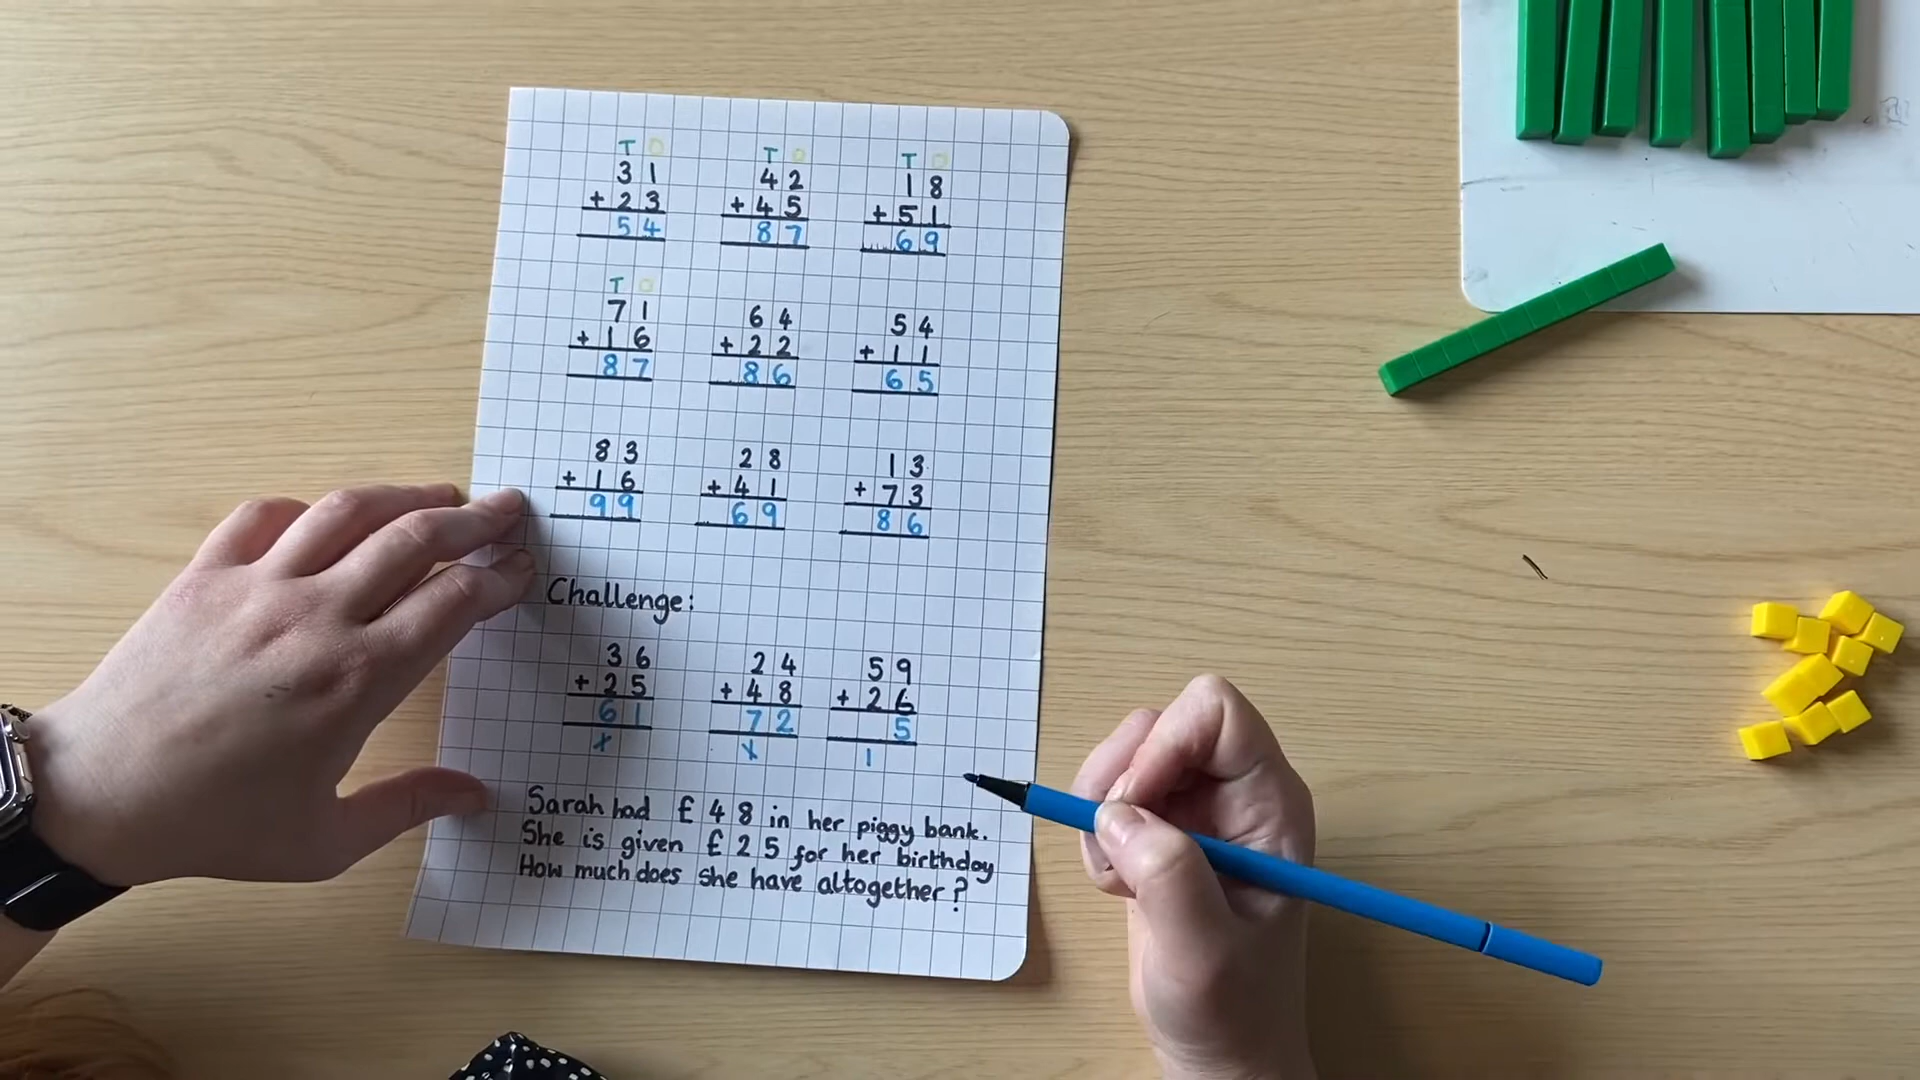 T O T O T O
31 42 18
+23 +45 +51
54 87 69
T O
71 64 54
+16 +22 +11
87 86 65
83 28 13
+16 +41 +73
99 69 86
Challenge:
36 24 59
+25 +48 +26
61 72 5
1 1 1
Sarah had £48 in her piggy bank.
She is given £25 for her birthday
How much does she have altogether?